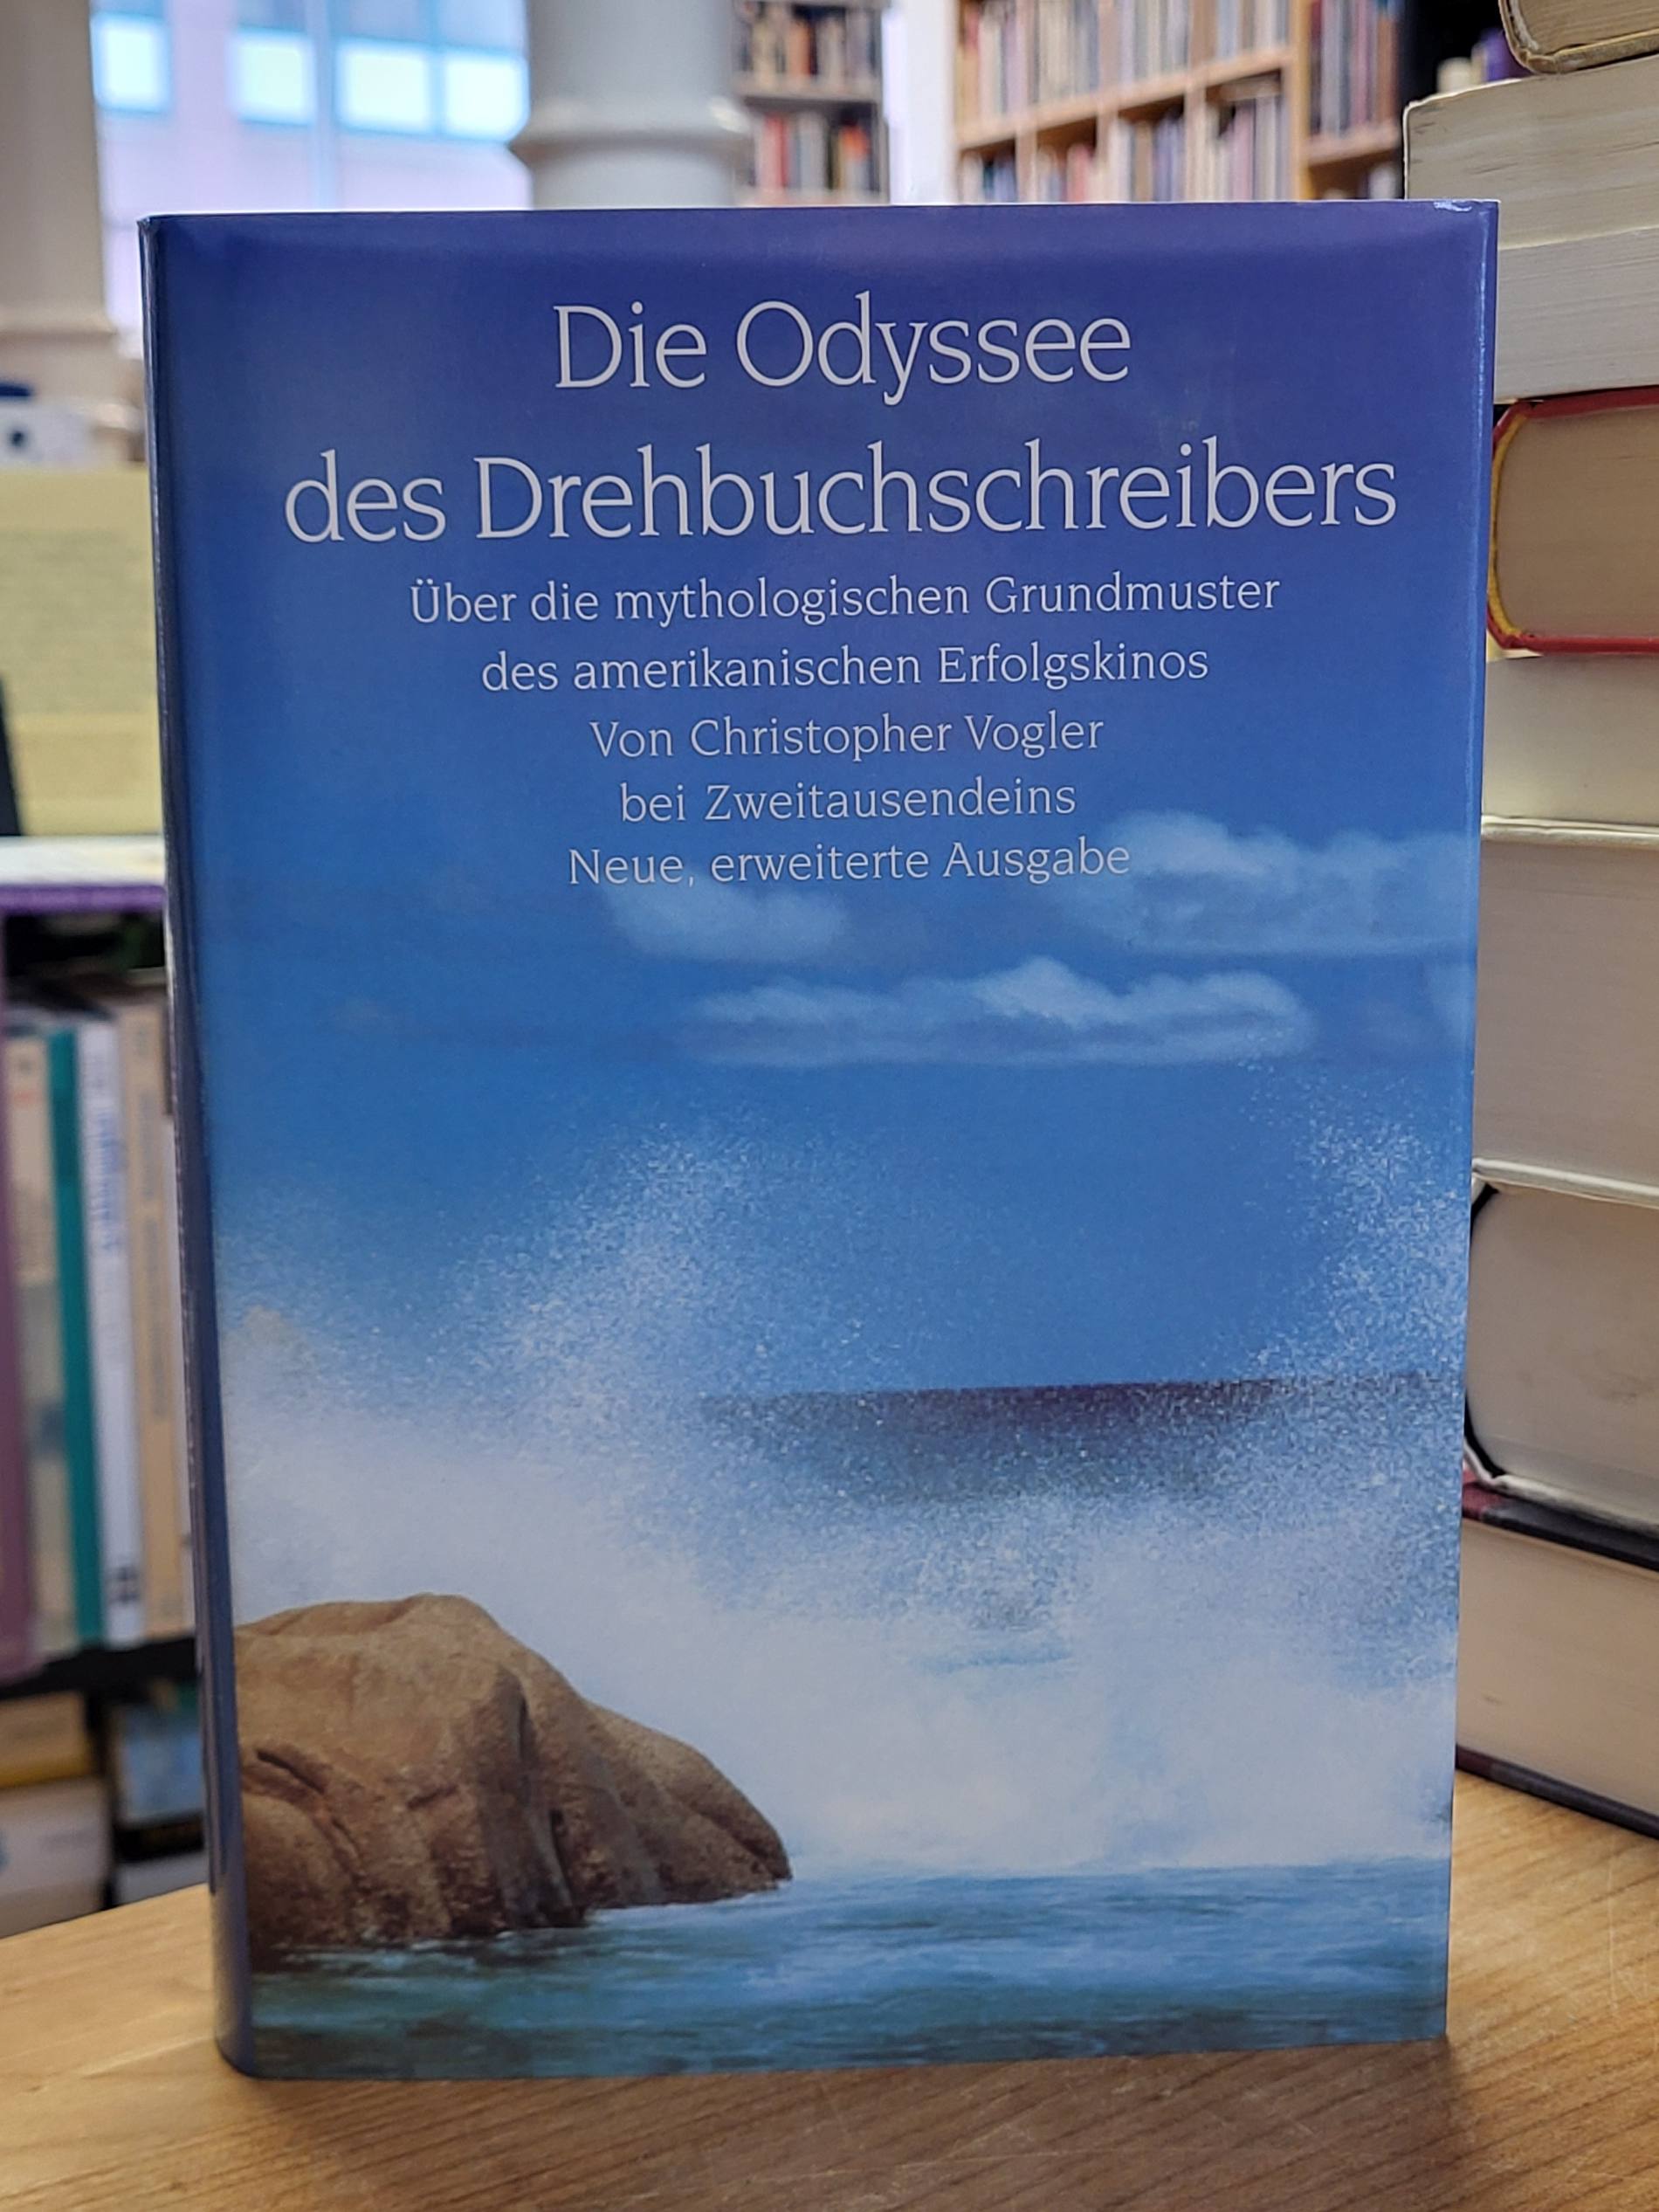 Die Odyssee
des Drehbuchschreibers
Über die mythologischen Grundmuster
des amerikanischen Erfolgskinos
Von Christopher Vogler
bei Zweitausendeins
Neue, erweiterte Ausgabe